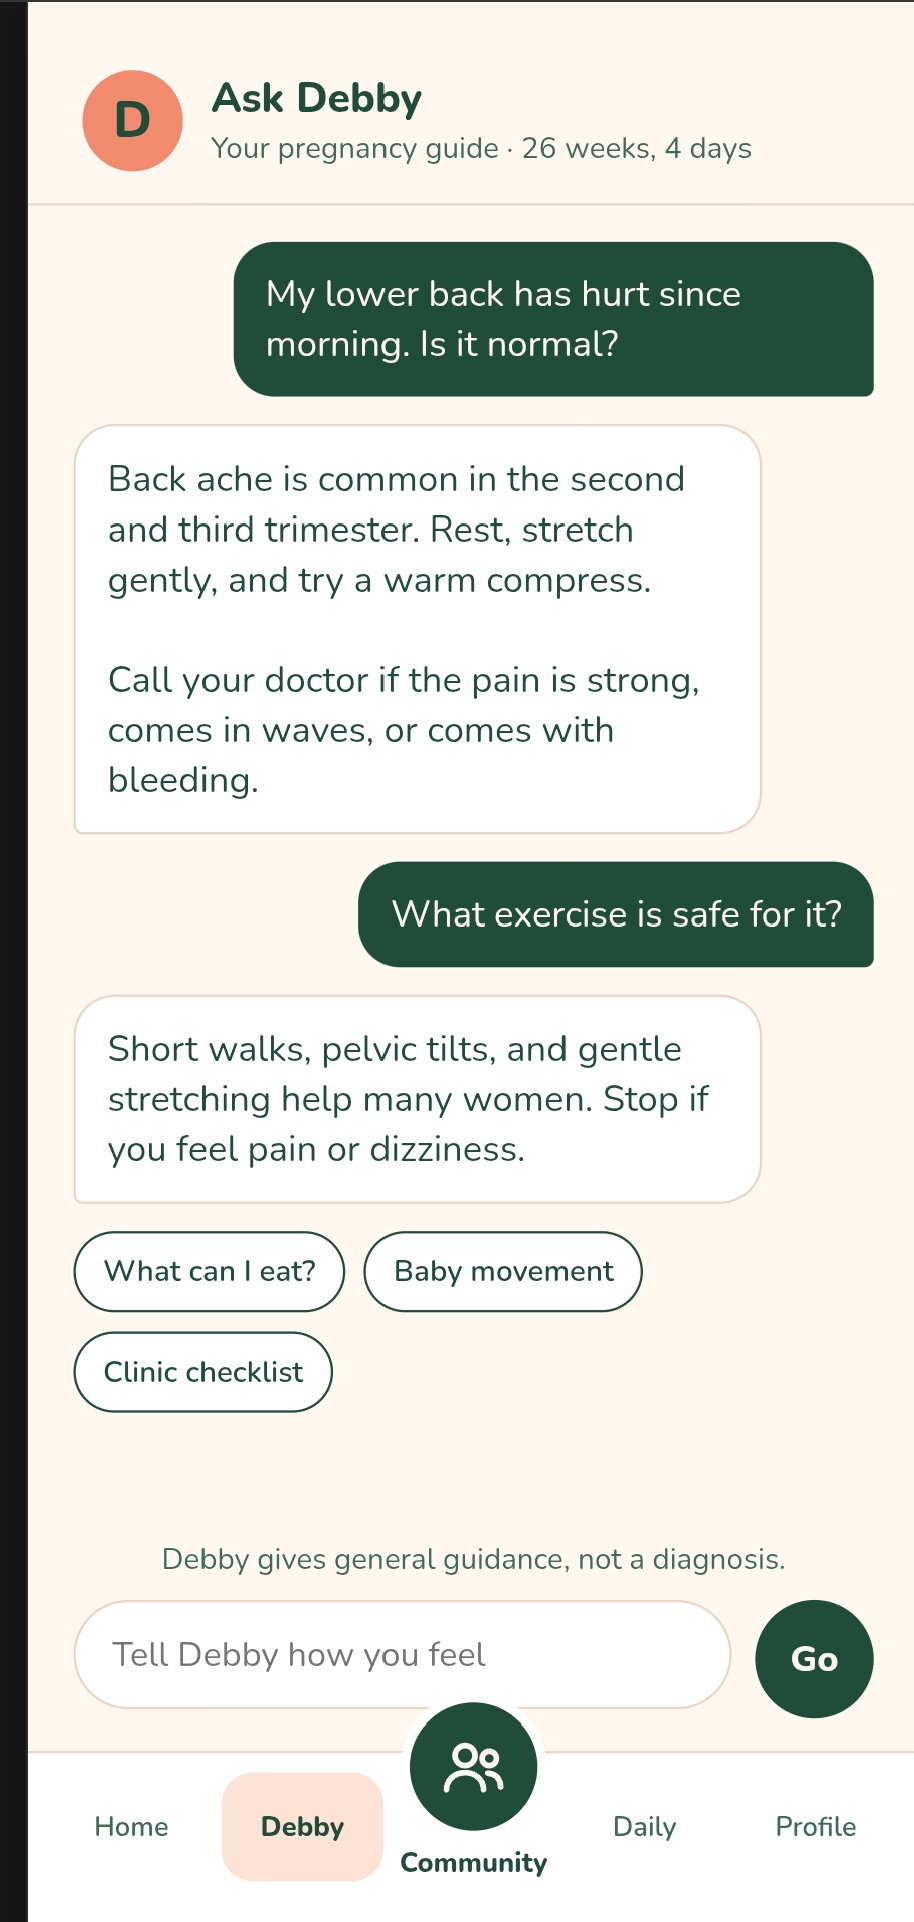 D
Ask Debby
Your pregnancy guide · 26 weeks, 4 days
My lower back has hurt since
morning. Is it normal?
Back ache is common in the second
and third trimester. Rest, stretch
gently, and try a warm compress.
Call your doctor if the pain is strong,
comes in waves, or comes with
bleeding.
What exercise is safe for it?
Short walks, pelvic tilts, and gentle
stretching help many women. Stop if
you feel pain or dizziness.
What can I eat?
Baby movement
Clinic checklist
Debby gives general guidance, not a diagnosis.
Tell Debby how you feel
Go
Home
Debby
Community
Daily
Profile